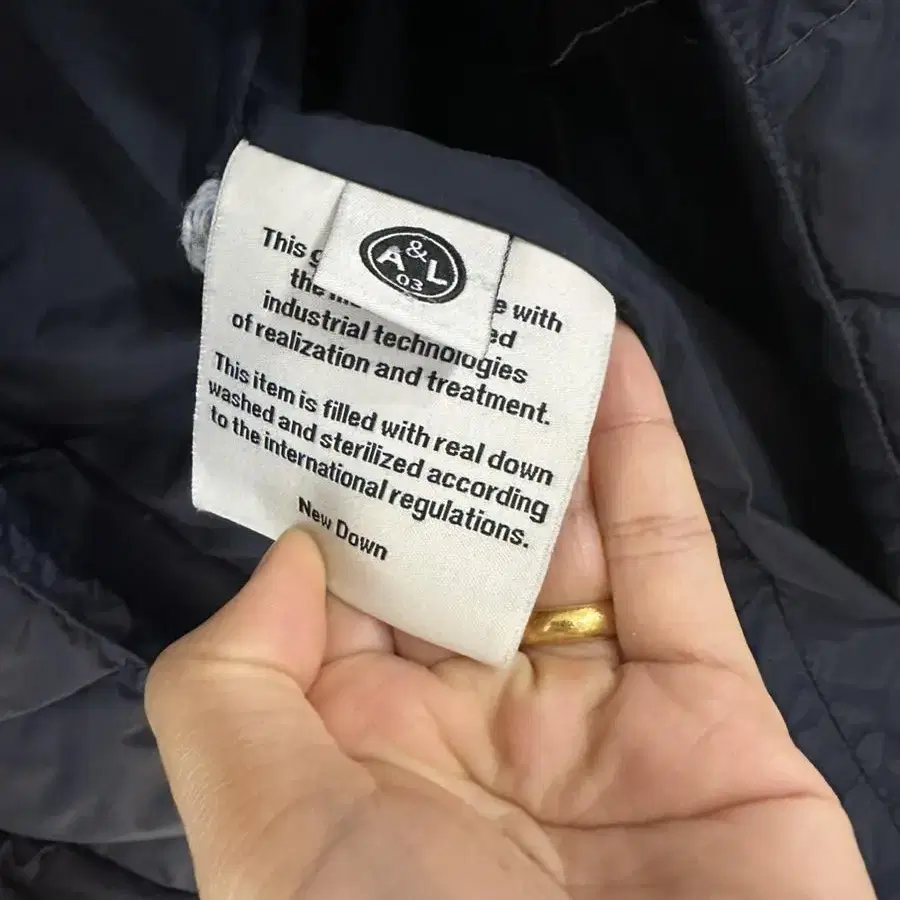 &
A L
03
This
the with
industrial technologies
of realization and treatment.
This item is filled with real down
washed and sterilized according
to the international regulations.
New Down